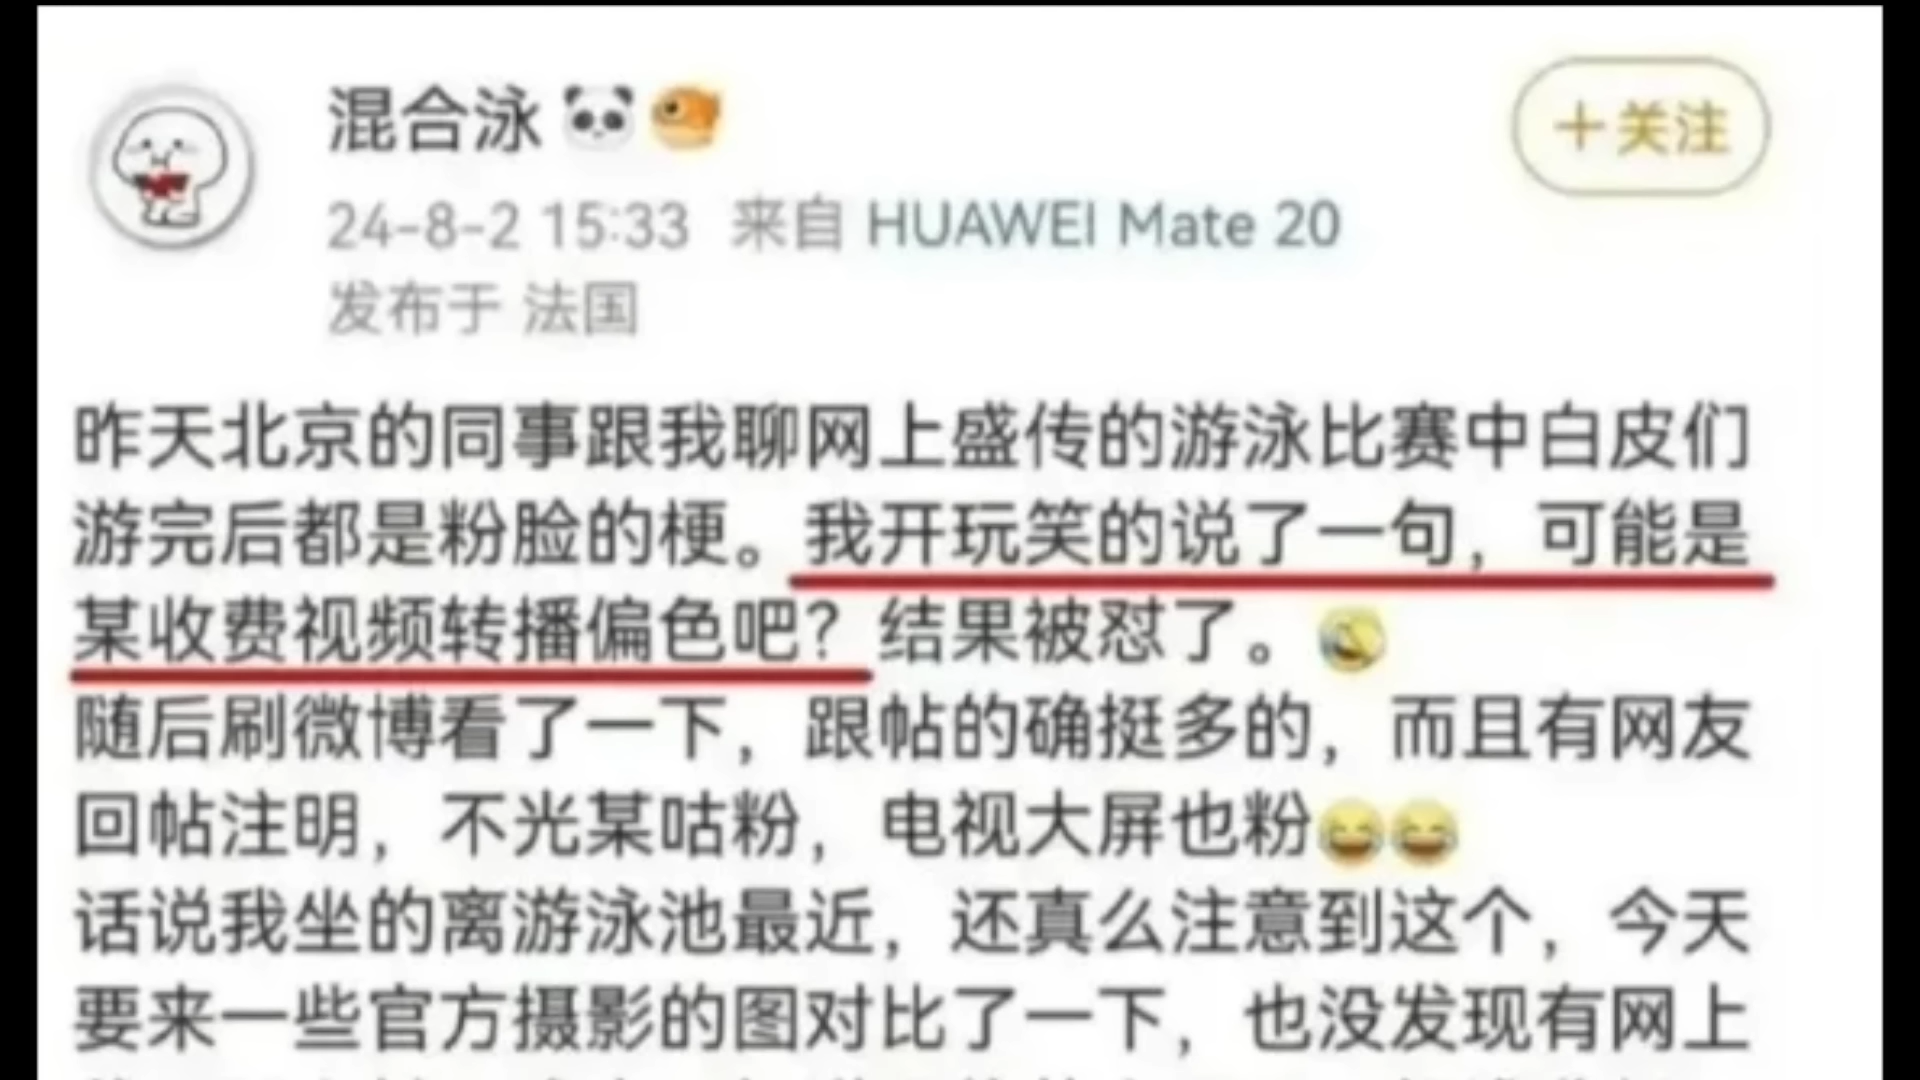 混合泳
+关注
24-8-2 15:33 来自 HUAWEI Mate 20
发布于 法国
昨天北京的同事跟我聊网上盛传的游泳比赛中白皮们
游完后都是粉脸的梗。我开玩笑的说了一句，可能是
某收费视频转播偏色吧？结果被怼了。
随后刷微博看了一下，跟帖的确挺多的，而且有网友
回帖注明，不光某咕粉，电视大屏也粉
话说我坐的离游泳池最近，还真么注意到这个，今天
要来一些官方摄影的图对比了一下，也没发现有网上